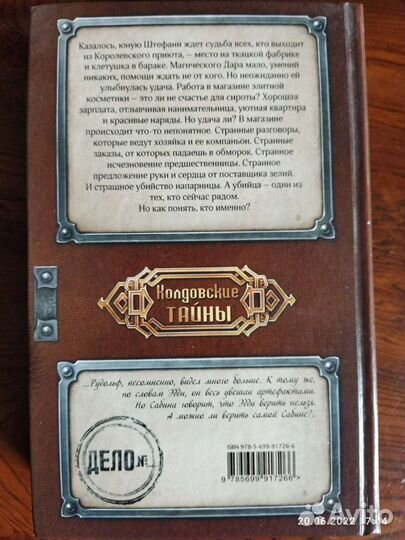 Казалось, юную Штефани ждет судьба всех, кто выходит
из Королевского приюта, – место на ткацкой фабрике
и клетушка в бараке. Магического Дара мало, умений
никаких, помощи ждать не от кого. Но неожиданно ей
улыбнулась удача. Работа в магазине элитной
косметики – это ли не счастье для сироты? Хорошая
зарплата, отзывчивая нанимательница, уютная квартира
и красивые наряды. Но удача ли? В магазине
происходит что-то непонятное. Странные разговоры,
которые ведут хозяйка и ее компаньон. Странные
заказы, от которых падаешь в обморок. Странное
исчезновение предшественницы. Странное
предложение руки и сердца от поставщика зелий.
И страшное убийство напарницы. А убийца – один из
тех, кто сейчас рядом.
Но как понять, кто именно?
Колдовские
ТАЙНЫ
...Рудольф, несомненно, видел много больше. К тому же,
по словам Эдди, он весь увешан артефактами.
Но Сабина говорит, что Эдди верить нельзя.
А можно ли верить самой Сабине?..
ДЕЛО №
ISBN 978-5-699-91726-6
9 785699 917266 >
Avito
20.06.2022